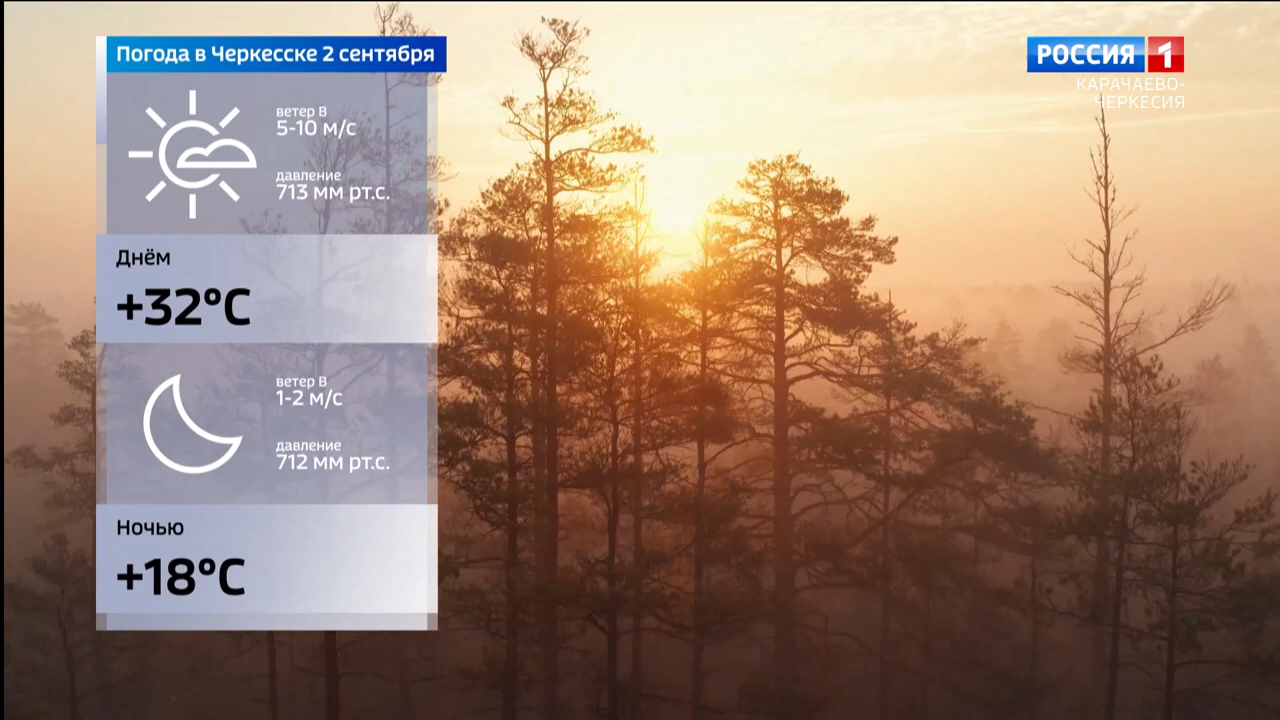 Погода в Черкесске 2 сентября
ветер В
5-10 м/с
давление
713 мм рт.с.
Днём
+32°C
ветер В
1-2 м/с
давление
712 мм рт.с.
Ночью
+18°C
РОССИЯ 1
КАРАЧАЕВО-
ЧЕРКЕСИЯ